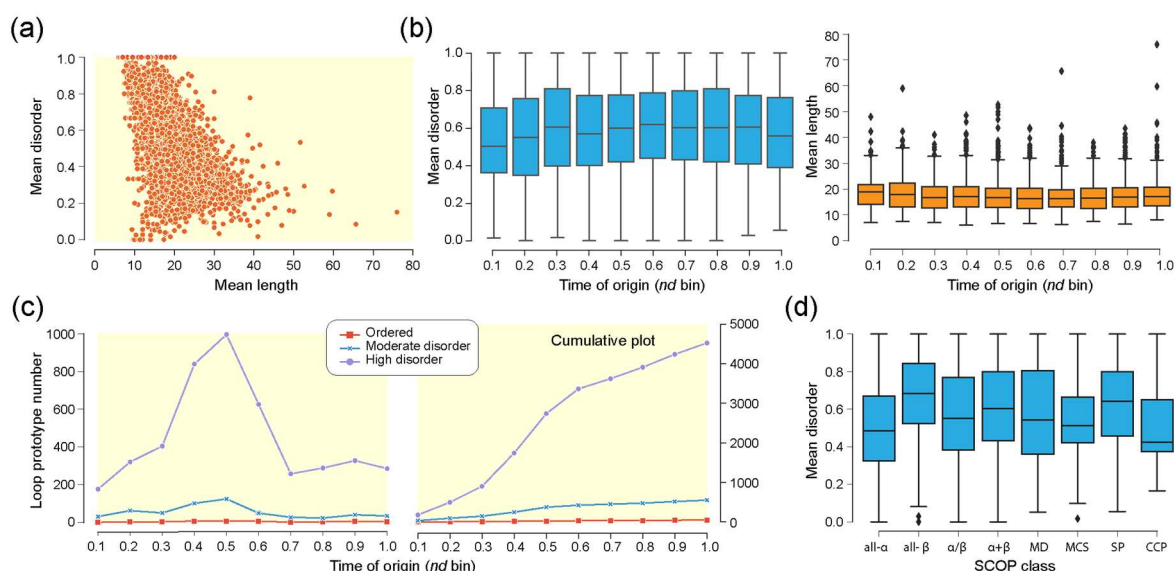 (a)
Mean disorder
1.0
0.8
0.6
0.4
0.2
0.0
0 10 20 30 40 50 60 70 80
Mean length
(b)
Mean disorder
1.0
0.8
0.6
0.4
0.2
0.0
0.1 0.2 0.3 0.4 0.5 0.6 0.7 0.8 0.9 1.0
Time of origin (nd bin)
Mean length
80
70
60
50
40
30
20
10
0
0.1 0.2 0.3 0.4 0.5 0.6 0.7 0.8 0.9 1.0
Time of origin (nd bin)
(c)
Loop prototype number
1000
800
600
400
200
0
0.1 0.2 0.3 0.4 0.5 0.6 0.7 0.8 0.9 1.0
Ordered
Moderate disorder
High disorder
Cumulative plot
5000
4000
3000
2000
1000
0
0.1 0.2 0.3 0.4 0.5 0.6 0.7 0.8 0.9 1.0
Time of origin (nd bin)
(d)
Mean disorder
1.0
0.8
0.6
0.4
0.2
0.0
all-α all-β α/β α+β MD MCS SP CCP
SCOP class